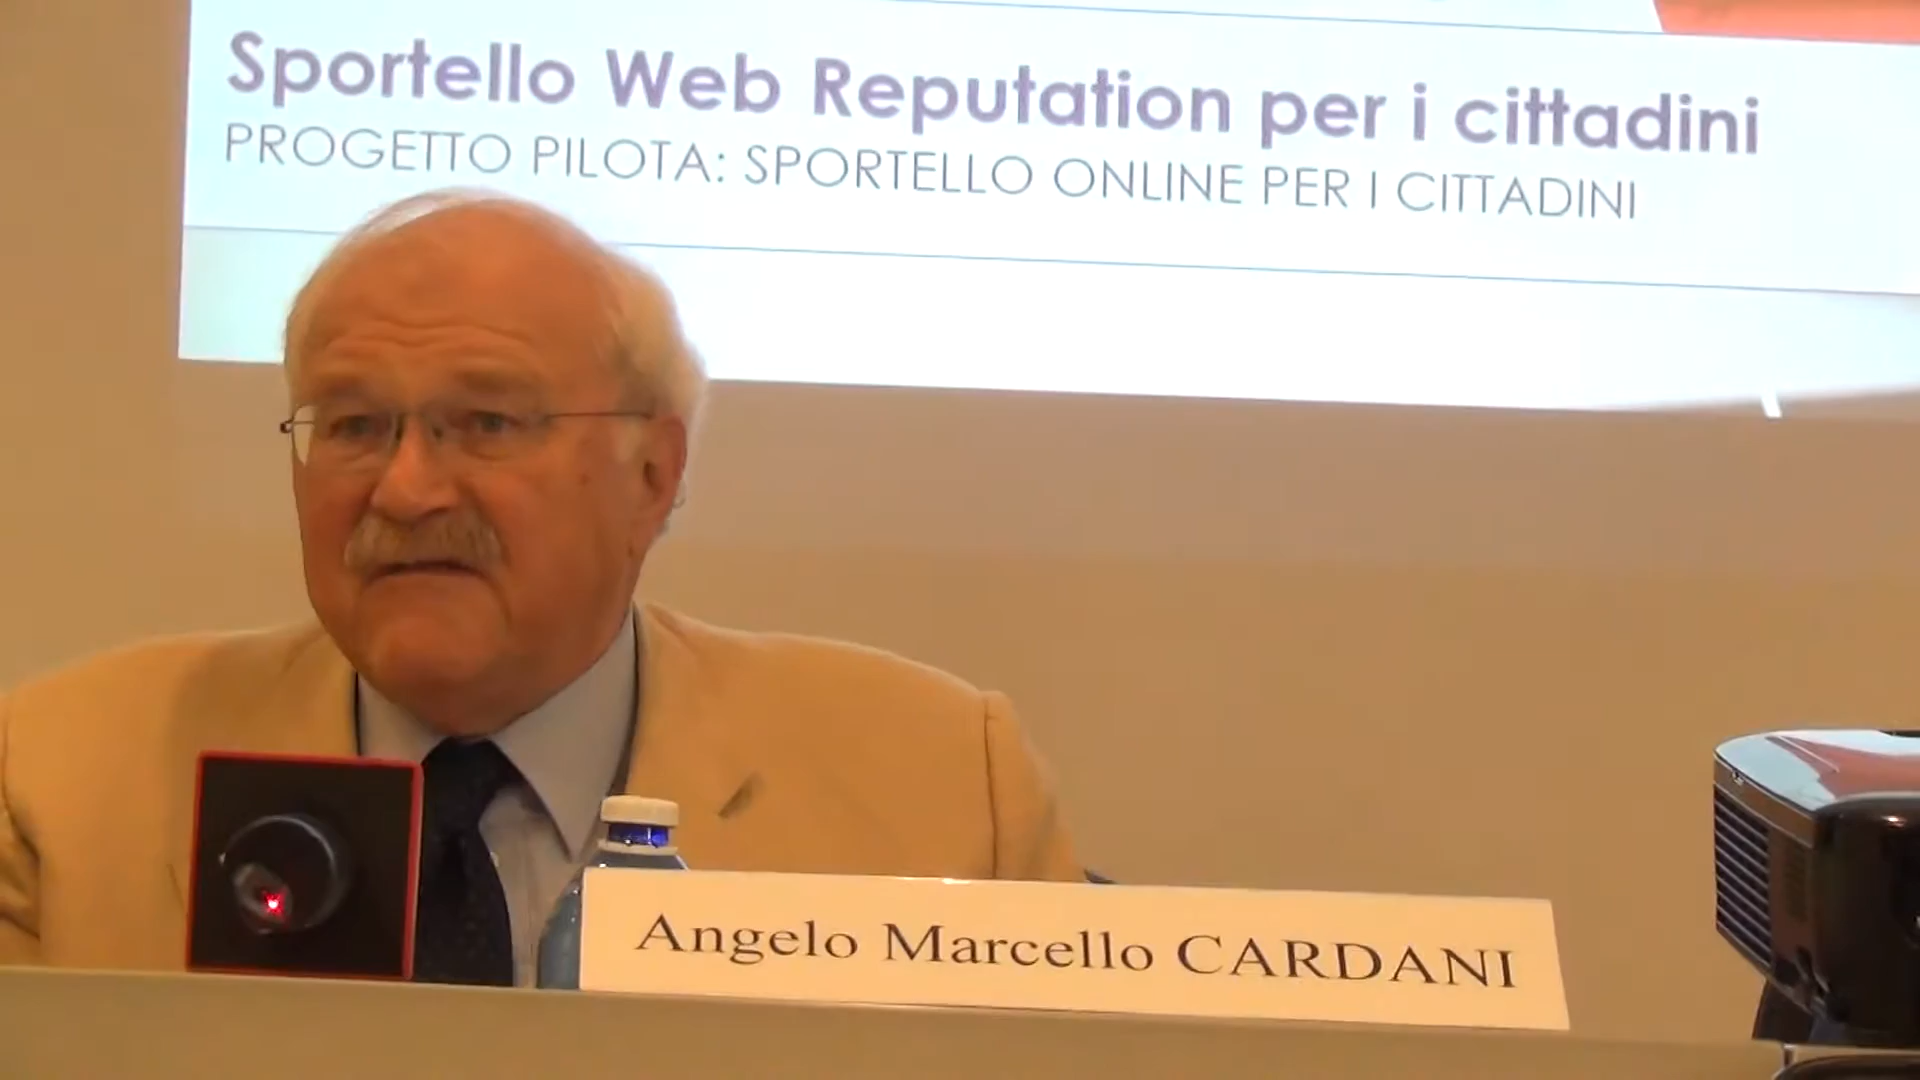 Sportello Web Reputation per i cittadini
PROGETTO PILOTA: SPORTELLO ONLINE PER I CITTADINI
Angelo Marcello CARDANI